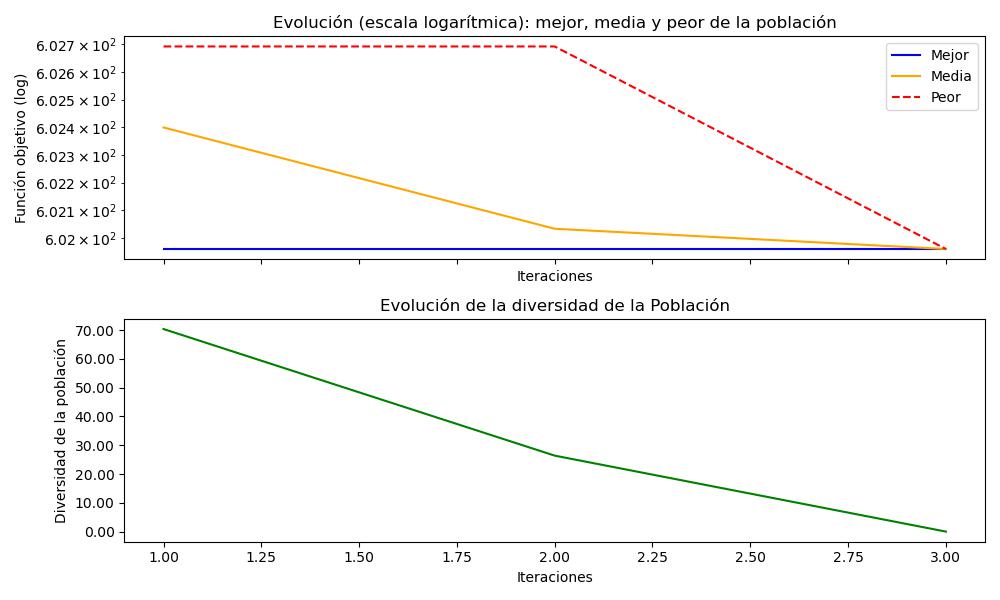 Evolución (escala logarítmica): mejor, media y peor de la población
Función objetivo (log)
6.027 × 10²
6.026 × 10²
6.025 × 10²
6.024 × 10²
6.023 × 10²
6.022 × 10²
6.021 × 10²
6.02 × 10²
Mejor
Media
Peor
Iteraciones
Evolución de la diversidad de la Población
Diversidad de la población
70.00
60.00
50.00
40.00
30.00
20.00
10.00
0.00
1.00 1.25 1.50 1.75 2.00 2.25 2.50 2.75 3.00
Iteraciones